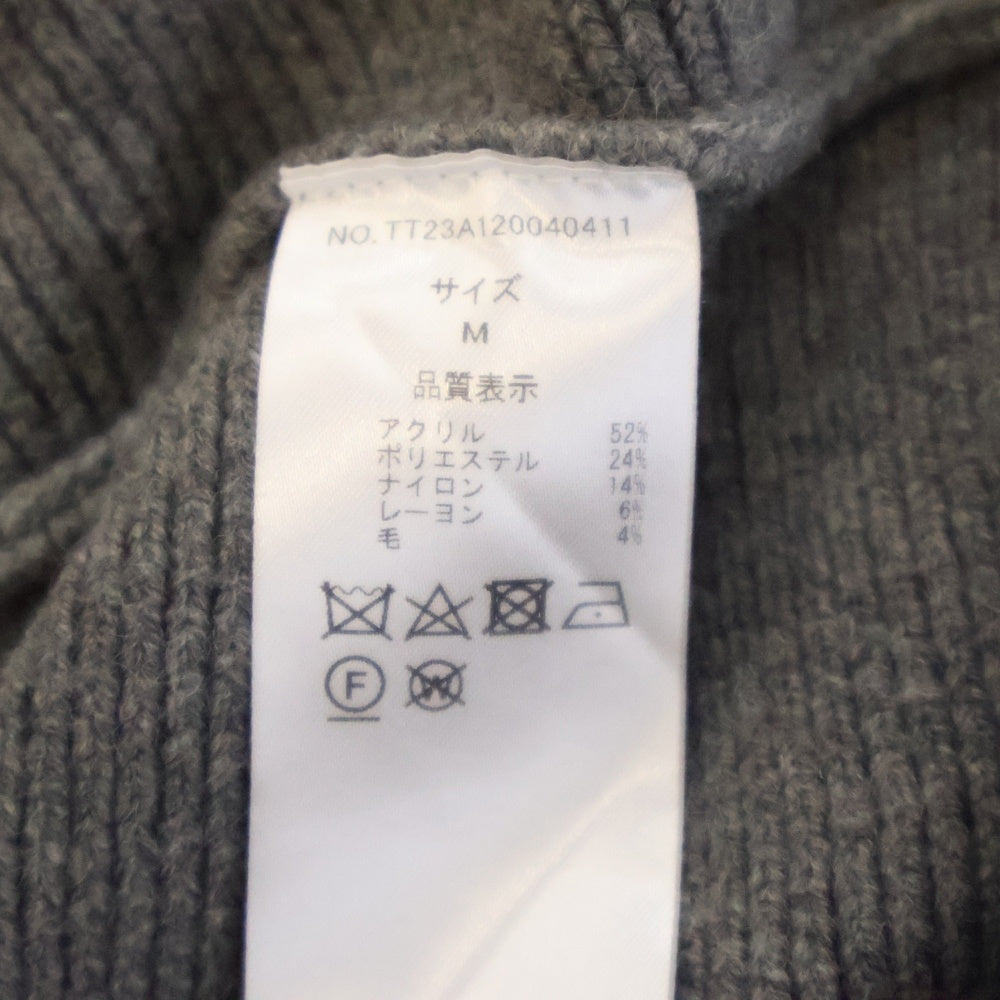 NO. TT23A120040411
サイズ
M
品質表示
アクリル 52%
ポリエステル 24%
ナイロン 14%
レーヨン 6%
毛 4%
F W